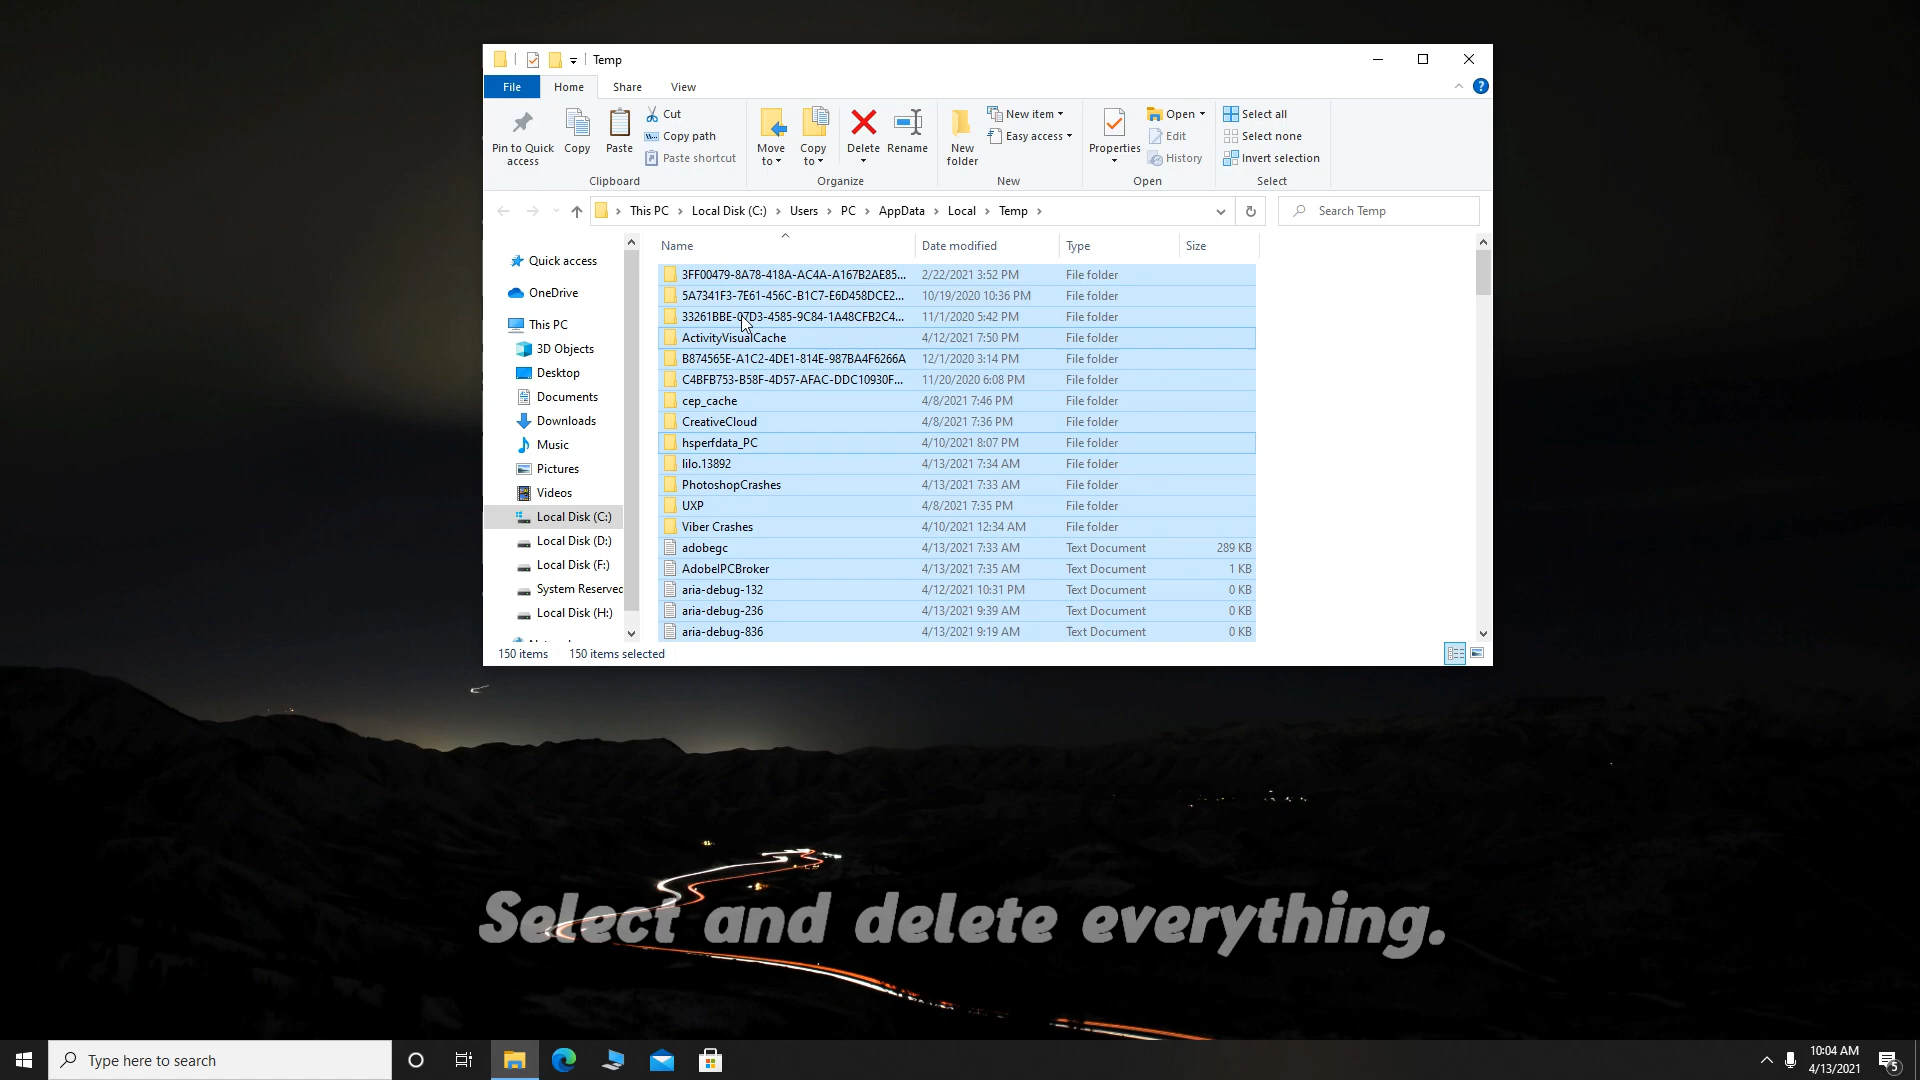 Temp
File Home Share View
Pin to Quick access
Copy
Paste
Cut
Copy path
Paste shortcut
Clipboard
Move to
Copy to
Delete
Rename
Organize
New folder
New item
Easy access
New
Properties
Open
Edit
History
Open
Select all
Select none
Invert selection
Select
This PC Local Disk (C:) Users PC AppData Local Temp
Search Temp
Quick access
OneDrive
This PC
3D Objects
Desktop
Documents
Downloads
Music
Pictures
Videos
Local Disk (C:)
Local Disk (D:)
Local Disk (F:)
System Reserved
Local Disk (H:)
Name Date modified Type Size
3FF00479-8A78-418A-AC4A-A167B2AE85... 2/22/2021 3:52 PM File folder
5A7341F3-7E61-456C-B1C7-E6D458DCE2... 10/19/2020 10:36 PM File folder
33261BBE-07D3-4585-9C84-1A48CFB2C4... 11/1/2020 5:42 PM File folder
ActivityVisualCache 4/12/2021 7:50 PM File folder
B874565E-A1C2-4DE1-814E-987BA4F6266A 12/1/2020 3:14 PM File folder
C4BFB753-B58F-4D57-AFAC-DDC10930F... 11/20/2020 6:08 PM File folder
cep_cache 4/8/2021 7:46 PM File folder
CreativeCloud 4/8/2021 7:36 PM File folder
hsperfdata_PC 4/10/2021 8:07 PM File folder
lilo.13892 4/13/2021 7:34 AM File folder
PhotoshopCrashes 4/13/2021 7:33 AM File folder
UXP 4/8/2021 7:35 PM File folder
Viber Crashes 4/10/2021 12:34 AM File folder
adobegc 4/13/2021 7:33 AM Text Document 289 KB
AdobeIPCBroker 4/13/2021 7:35 AM Text Document 1 KB
aria-debug-132 4/12/2021 10:31 PM Text Document 0 KB
aria-debug-236 4/13/2021 9:39 AM Text Document 0 KB
aria-debug-836 4/13/2021 9:19 AM Text Document 0 KB
150 items 150 items selected
Select and delete everything.
Type here to search
10:04 AM
4/13/2021
5